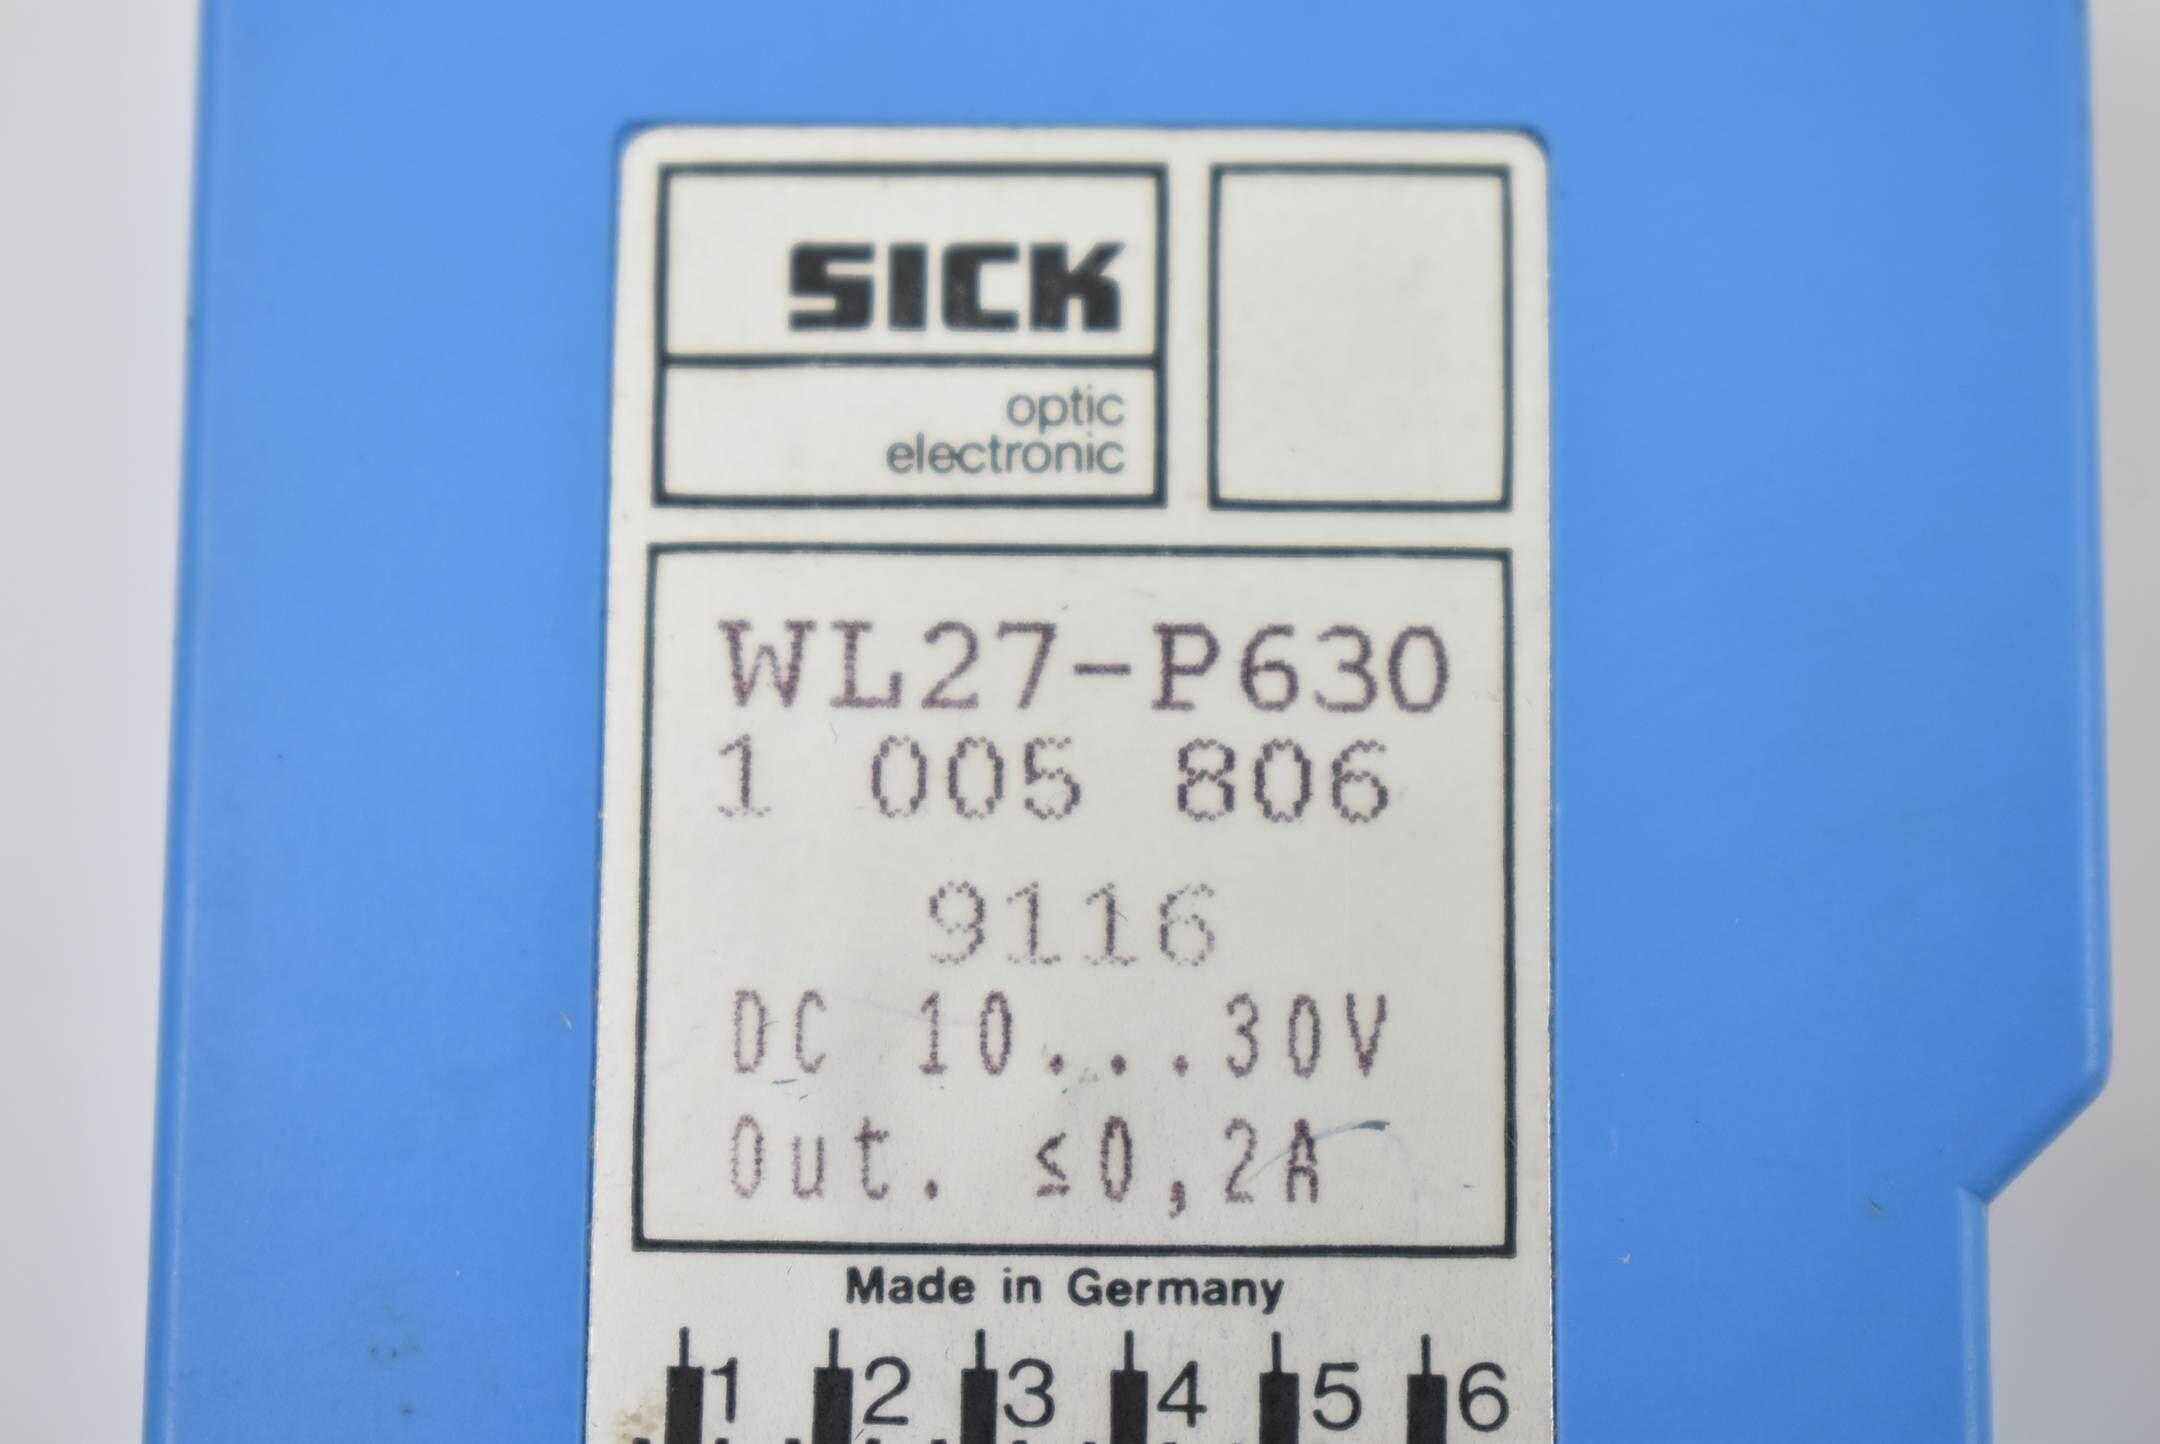 SICK
optic
electronic
WL27-P630
1 005 806
9116
DC 10...30V
Out. ≤0,2A
Made in Germany
1 2 3 4 5 6